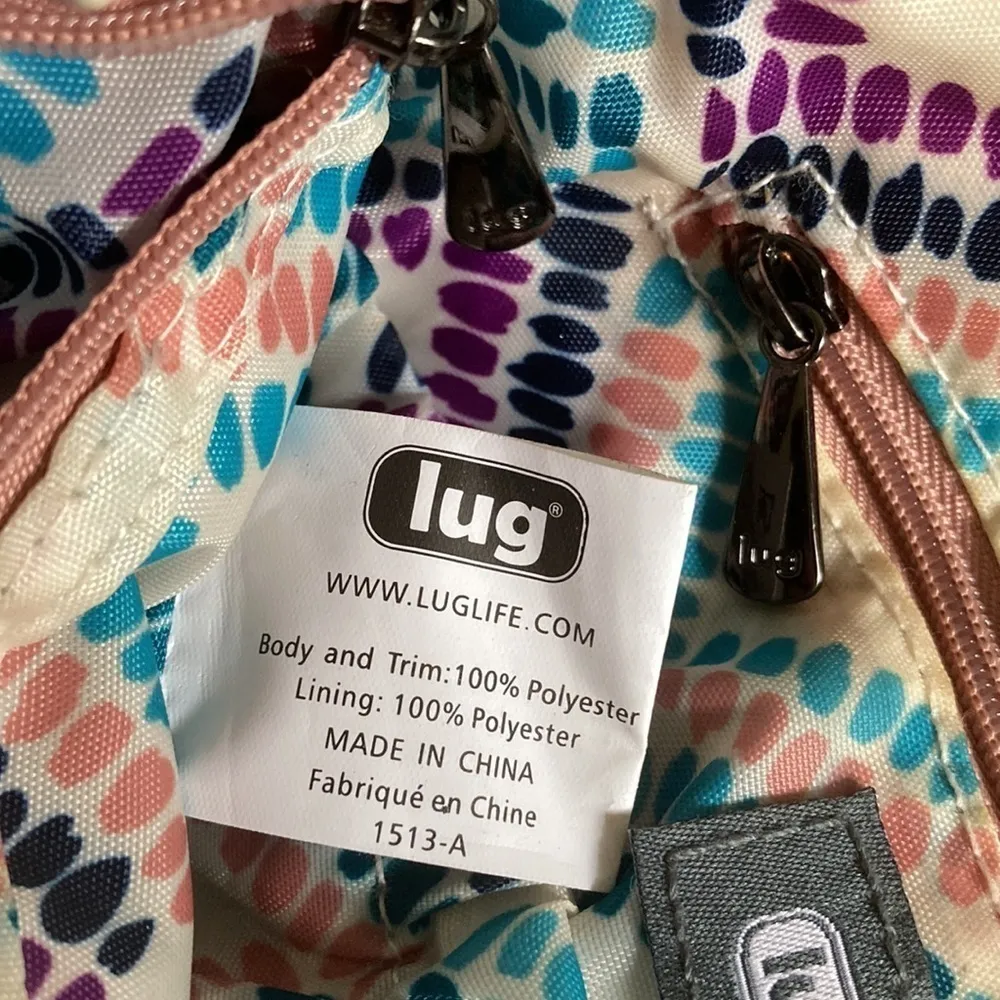 lug®
WWW.LUGLIFE.COM
Body and Trim:100% Polyester
Lining: 100% Polyester
MADE IN CHINA
Fabriqué en Chine
1513-A
lug